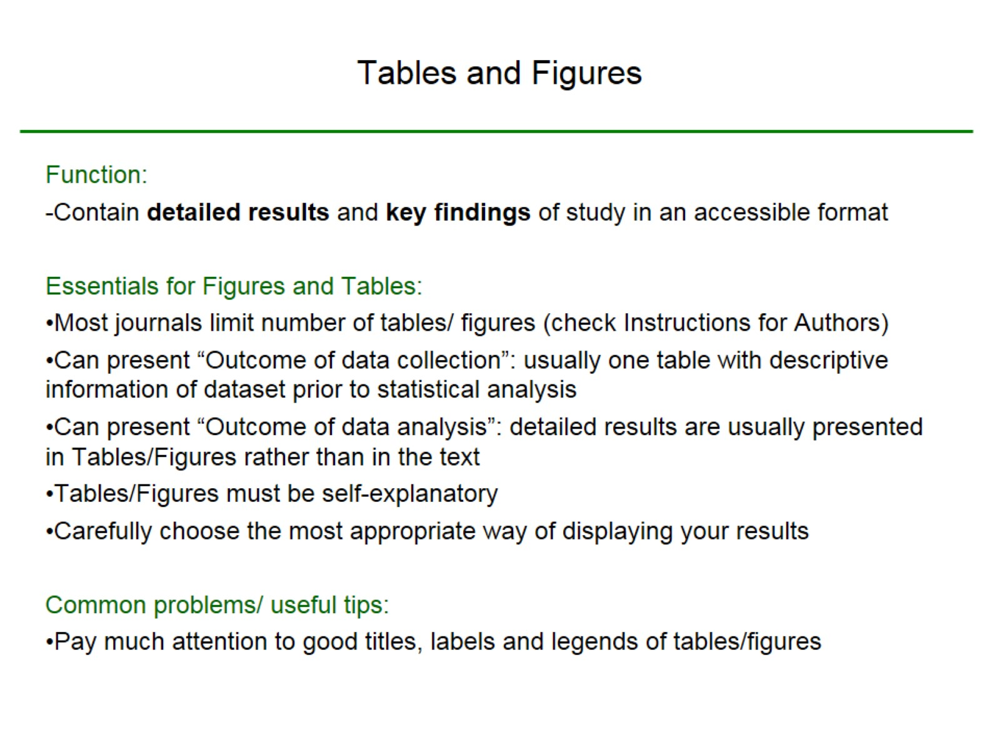 Tables and Figures
Function:
-Contain detailed results and key findings of study in an accessible format
Essentials for Figures and Tables:
•Most journals limit number of tables/ figures (check Instructions for Authors)
•Can present “Outcome of data collection”: usually one table with descriptive
information of dataset prior to statistical analysis
•Can present “Outcome of data analysis”: detailed results are usually presented
in Tables/Figures rather than in the text
•Tables/Figures must be self-explanatory
•Carefully choose the most appropriate way of displaying your results
Common problems/ useful tips:
•Pay much attention to good titles, labels and legends of tables/figures